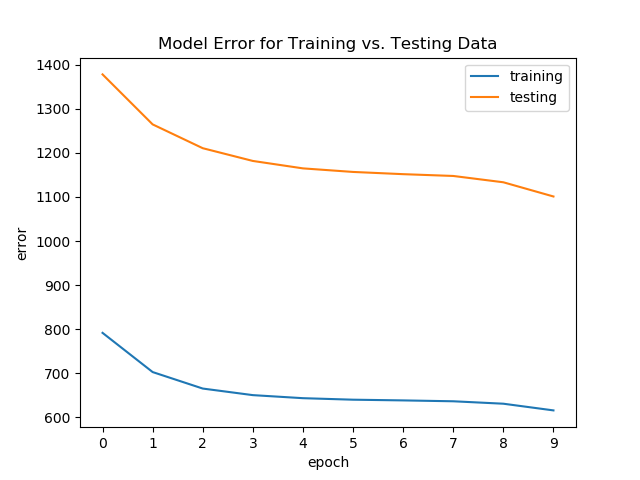 Model Error for Training vs. Testing Data
training
testing
1400
1300
1200
1100
1000
900
800
700
600
error
0 1 2 3 4 5 6 7 8 9
epoch